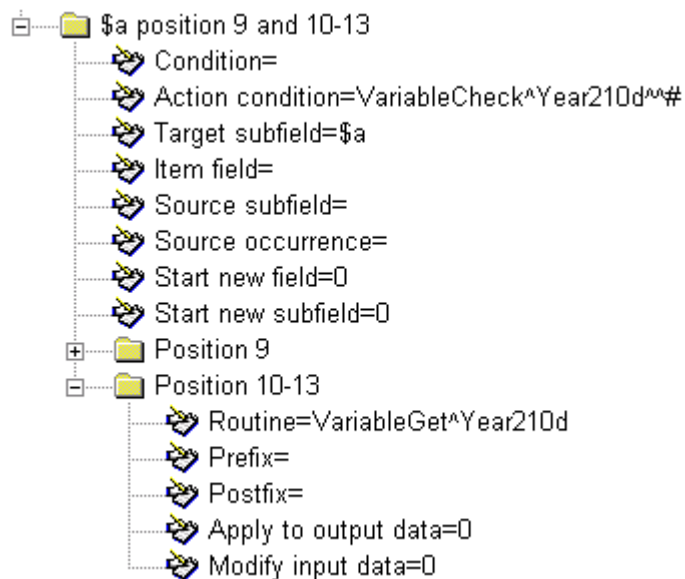 $a position 9 and 10-13
Condition=
Action condition=VariableCheck^Year210d^^#
Target subfield=$a
Item field=
Source subfield=
Source occurrence=
Start new field=0
Start new subfield=0
Position 9
Position 10-13
Routine=VariableGet^Year210d
Prefix=
Postfix=
Apply to output data=0
Modify input data=0